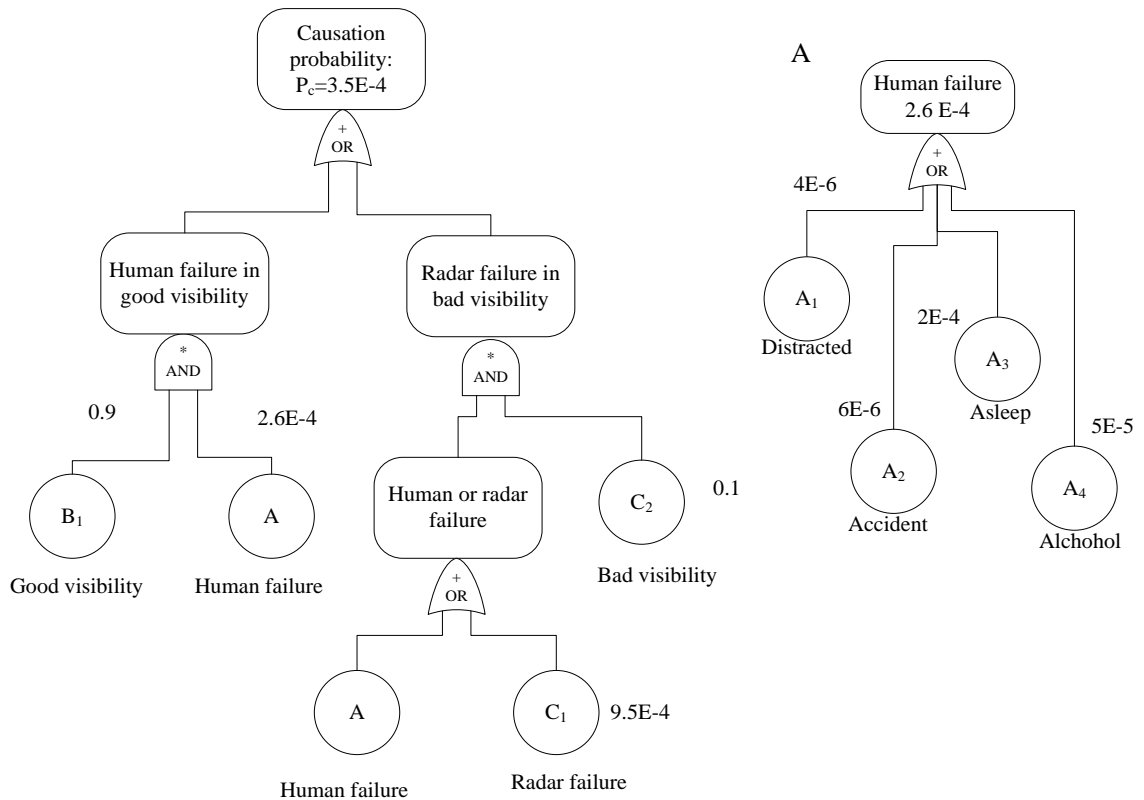 Causation
probability:
Pc=3.5E-4
+
OR
Human failure in
good visibility
Radar failure in
bad visibility
*
AND
*
AND
0.9
2.6E-4
B1
A
Good visibility
Human failure
Human or radar
failure
C2
0.1
Bad visibility
+
OR
A
C1
9.5E-4
Human failure
Radar failure
A
Human failure
2.6 E-4
+
OR
4E-6
A1
Distracted
2E-4
A3
Asleep
6E-6
A2
Accident
5E-5
A4
Alchohol